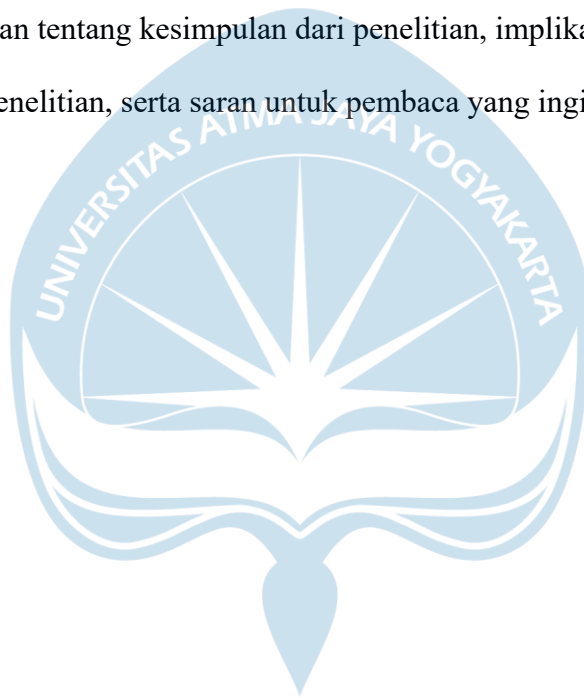 an tentang kesimpulan dari penelitian, implika
enelitian, serta saran untuk pembaca yang ingi
UNIVERSITAS ATMA JAYA YOGYAKARTA